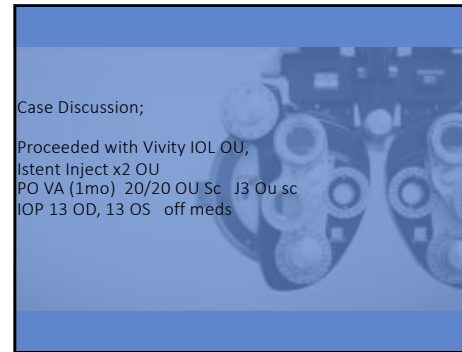 Case Discussion;
Proceeded with Vivity IOL OU,
Istent Inject x2 OU
PO VA (1mo) 20/20 OU Sc J3 Ou sc
IOP 13 OD, 13 OS off meds